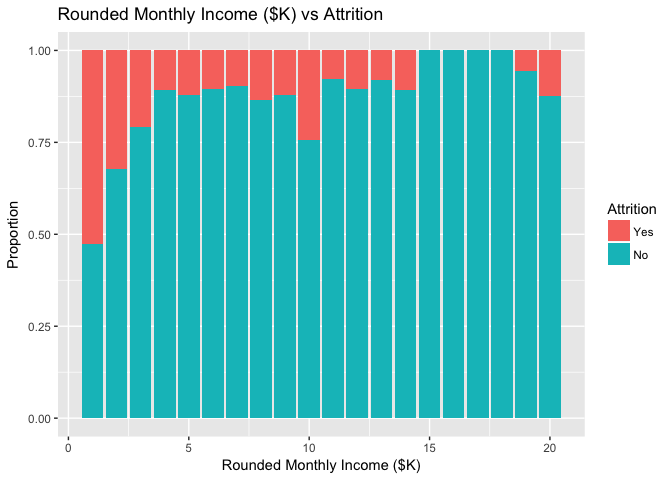 Rounded Monthly Income ($K) vs Attrition
1.00
0.75
0.50
0.25
0.00
Proportion
0 5 10 15 20
Rounded Monthly Income ($K)
Attrition
Yes
No